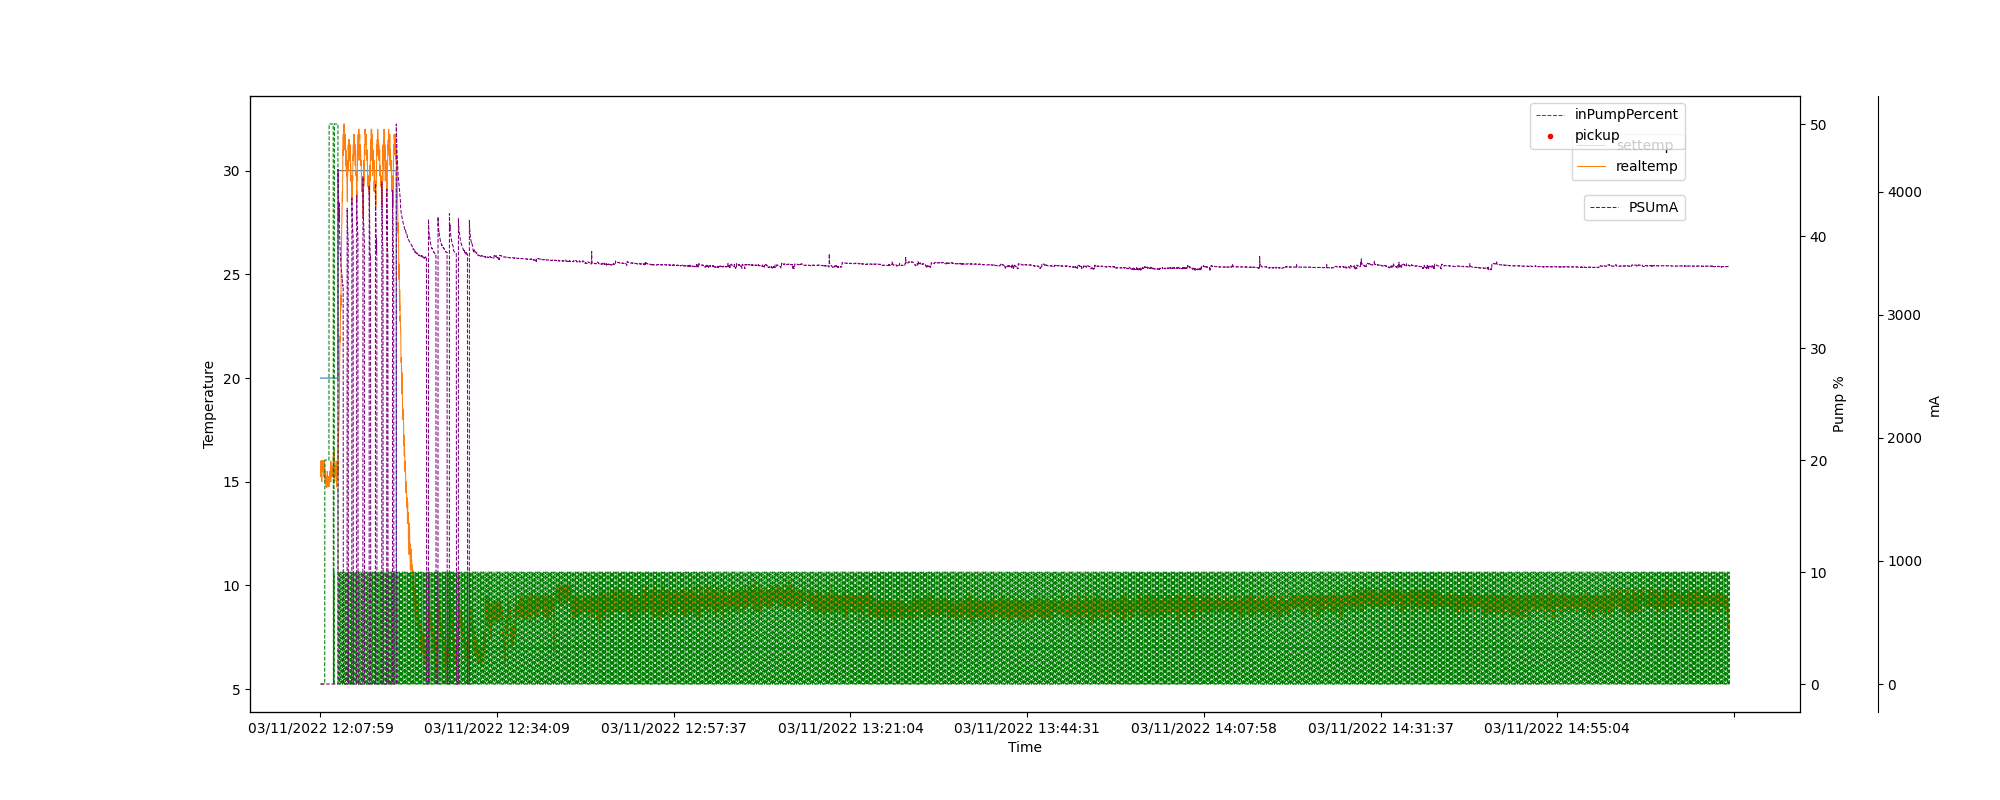 inPumpPercent
pickup
settemp
realtemp
PSUmA
Temperature
30
25
20
15
10
5
50
40
30
20
10
0
Pump %
4000
3000
2000
1000
0
mA
03/11/2022 12:07:59
03/11/2022 12:34:09
03/11/2022 12:57:37
03/11/2022 13:21:04
03/11/2022 13:44:31
03/11/2022 14:07:58
03/11/2022 14:31:37
03/11/2022 14:55:04
Time